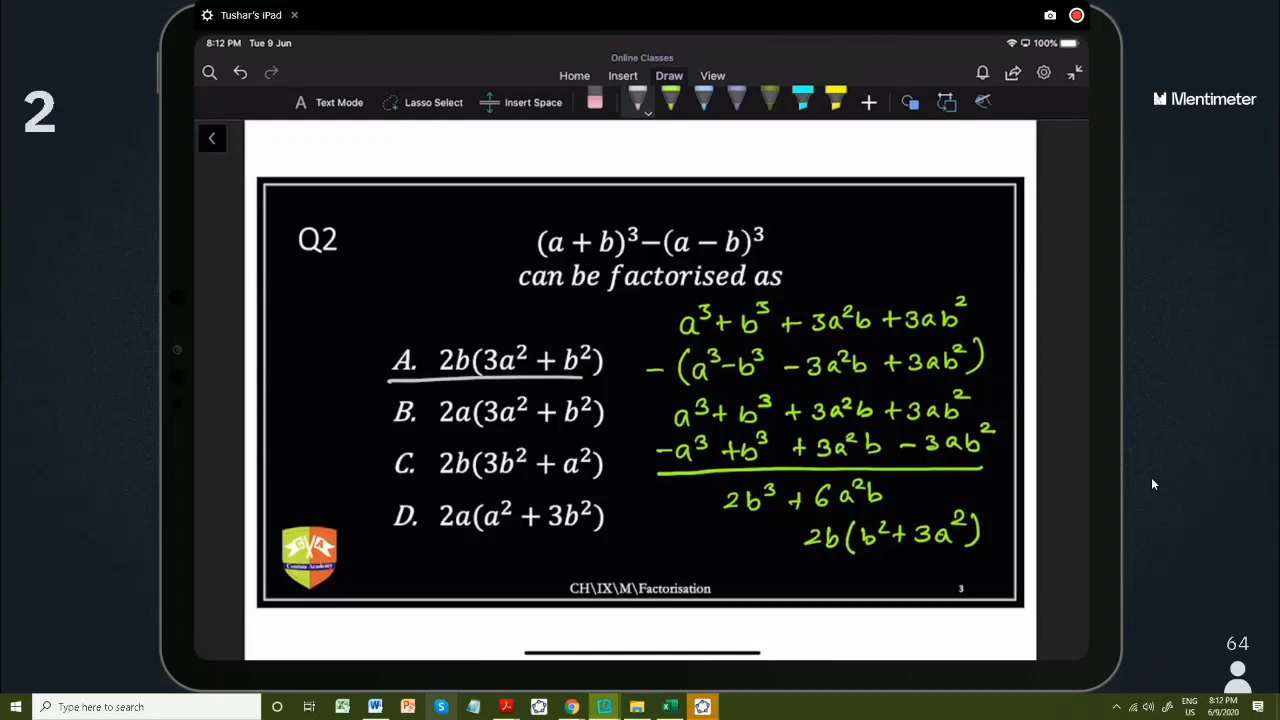 Tushar's iPad ×
8:12 PM Tue 9 Jun
100%
Online Classes
Home Insert Draw View
Text Mode Lasso Select Insert Space
2
Mentimeter
Q2
(a + b)³−(a − b)³
can be factorised as
A. 2b(3a² + b²)
B. 2a(3a² + b²)
C. 2b(3b² + a²)
D. 2a(a² + 3b²)
a³ + b³ + 3a²b + 3ab²
− (a³ − b³ − 3a²b + 3ab²)
a³ + b³ + 3a²b + 3ab²
−a³ + b³ + 3a²b − 3ab²
2b³ + 6a²b
2b(b² + 3a²)
Centum Academy
CH\IX\M\Factorisation
3
64
Type here to search
ENG
US
8:12 PM
6/9/2020